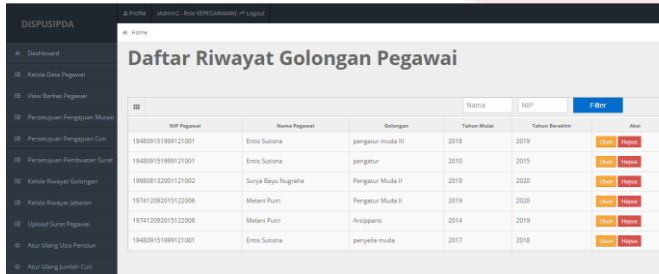 DISPUSIPDA
Profile (Admin2 - Role KEPEGAWAIAN) Logout
Home
Dashboard
Kelola Data Pegawai
View Berkas Pegawai
Persetujuan Pengajuan Mutasi
Persetujuan Pengajuan Cuti
Persetujuan Pembuatan Surat
Kelola Riwayat Golongan
Kelola Riwayat Jabatan
Upload Surat Pegawai
Atur Ulang Usia Pensiun
Atur Ulang Jumlah Cuti
Daftar Riwayat Golongan Pegawai
Nama NIP Filter
NIP Pegawai Nama Pegawai Golongan Tahun Mulai Tahun Berakhir Aksi
194809151999121001 Entis Sutisna pengatur muda III 2018 2019 Ubah Hapus
194809151999121001 Entis Sutisna pengatur 2010 2015 Ubah Hapus
196808132001121002 Surya Bayu Nugraha Pengatur Muda II 2019 2020 Ubah Hapus
197412092015122006 Melani Putri Pengatur Muda II 2019 2020 Ubah Hapus
197412092015122006 Melani Putri Arsipparis 2014 2019 Ubah Hapus
194809151999121001 Entis Sutisna penyelia muda 2017 2018 Ubah Hapus